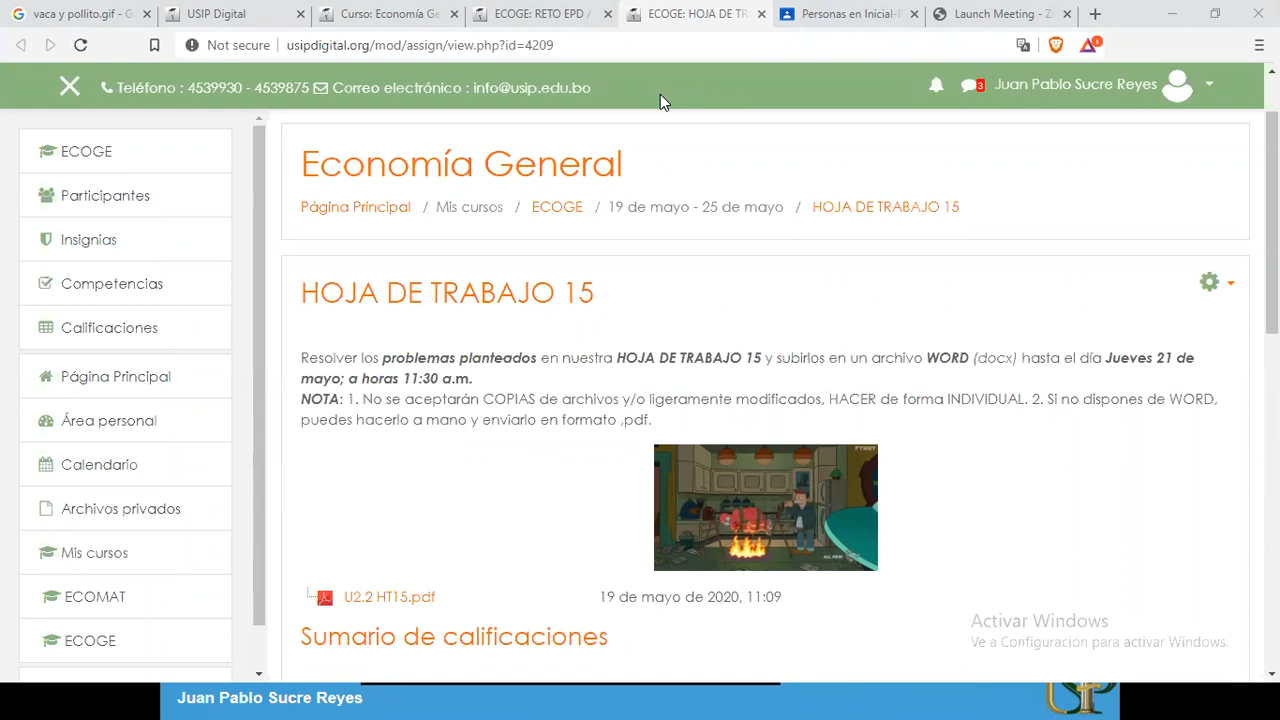 vaca y pollito.gif - G
USIP Digital
Curso: Economía Ge
ECOGE: RETO EPD /
ECOGE: HOJA DE TR
Personas en Inicial-P
Launch Meeting - Z
Not secure
usipdigital.org/mod/assign/view.php?id=4209
Teléfono : 4539930 - 4539875 Correo electrónico : info@usip.edu.bo
3
Juan Pablo Sucre Reyes
ECOGE
Participantes
Insignias
Competencias
Calificaciones
Página Principal
Área personal
Calendario
Archivos privados
Mis cursos
ECOMAT
ECOGE
Economía General
Página Principal / Mis cursos / ECOGE / 19 de mayo - 25 de mayo / HOJA DE TRABAJO 15
HOJA DE TRABAJO 15
Resolver los problemas planteados en nuestra HOJA DE TRABAJO 15 y subirlos en un archivo WORD (docx) hasta el día Jueves 21 de
mayo; a horas 11:30 a.m.
NOTA: 1. No se aceptarán COPIAS de archivos y/o ligeramente modificados, HACER de forma INDIVIDUAL. 2. Si no dispones de WORD,
puedes hacerlo a mano y enviarlo en formato ,pdf.
U2.2 HT15.pdf 19 de mayo de 2020, 11:09
Sumario de calificaciones
Activar Windows
Ve a Configuración para activar Windows.
Juan Pablo Sucre Reyes